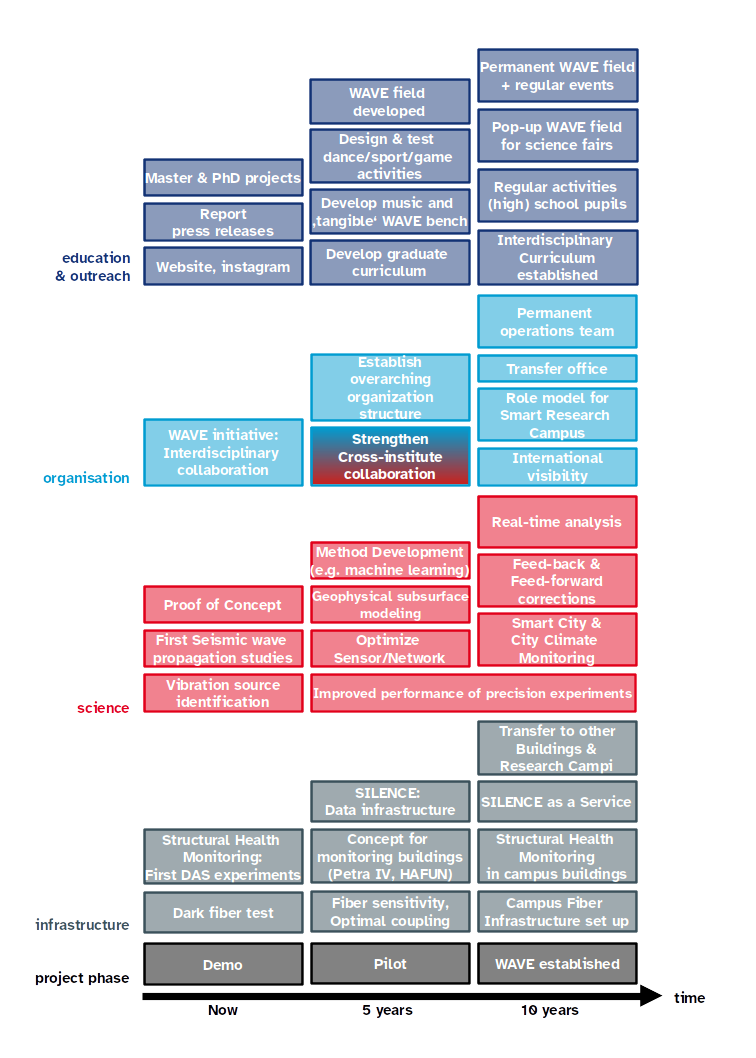 Permanent WAVE field
+ regular events
WAVE field
developed
Pop-up WAVE field
for science fairs
Design & test
dance/sport/game
activities
Master & PhD projects
Regular activities
(high) school pupils
Develop music and
‚tangible‘ WAVE bench
Report
press releases
Interdisciplinary
Curriculum
established
education
& outreach
Website, instagram
Develop graduate
curriculum
Permanent
operations team
Establish
overarching
organization
structure
Transfer office
Role model for
Smart Research
Campus
WAVE initiative:
Interdisciplinary
collaboration
Strengthen
Cross-institute
collaboration
International
visibility
organisation
Real-time analysis
Method Development
(e.g. machine learning)
Feed-back &
Feed-forward
corrections
Proof of Concept
Geophysical subsurface
modeling
Smart City &
City Climate
Monitoring
First Seismic wave
propagation studies
Optimize
Sensor/Network
science
Vibration source
identification
Improved performance of precision experiments
Transfer to other
Buildings &
Research Campi
SILENCE:
Data infrastructure
SILENCE as a Service
Structural Health
Monitoring:
First DAS experiments
Concept for
monitoring buildings
(Petra IV, HAFUN)
Structural Health
Monitoring
in campus buildings
infrastructure
Dark fiber test
Fiber sensitivity,
Optimal coupling
Campus Fiber
Infrastructure set up
project phase
Demo
Pilot
WAVE established
time
Now
5 years
10 years